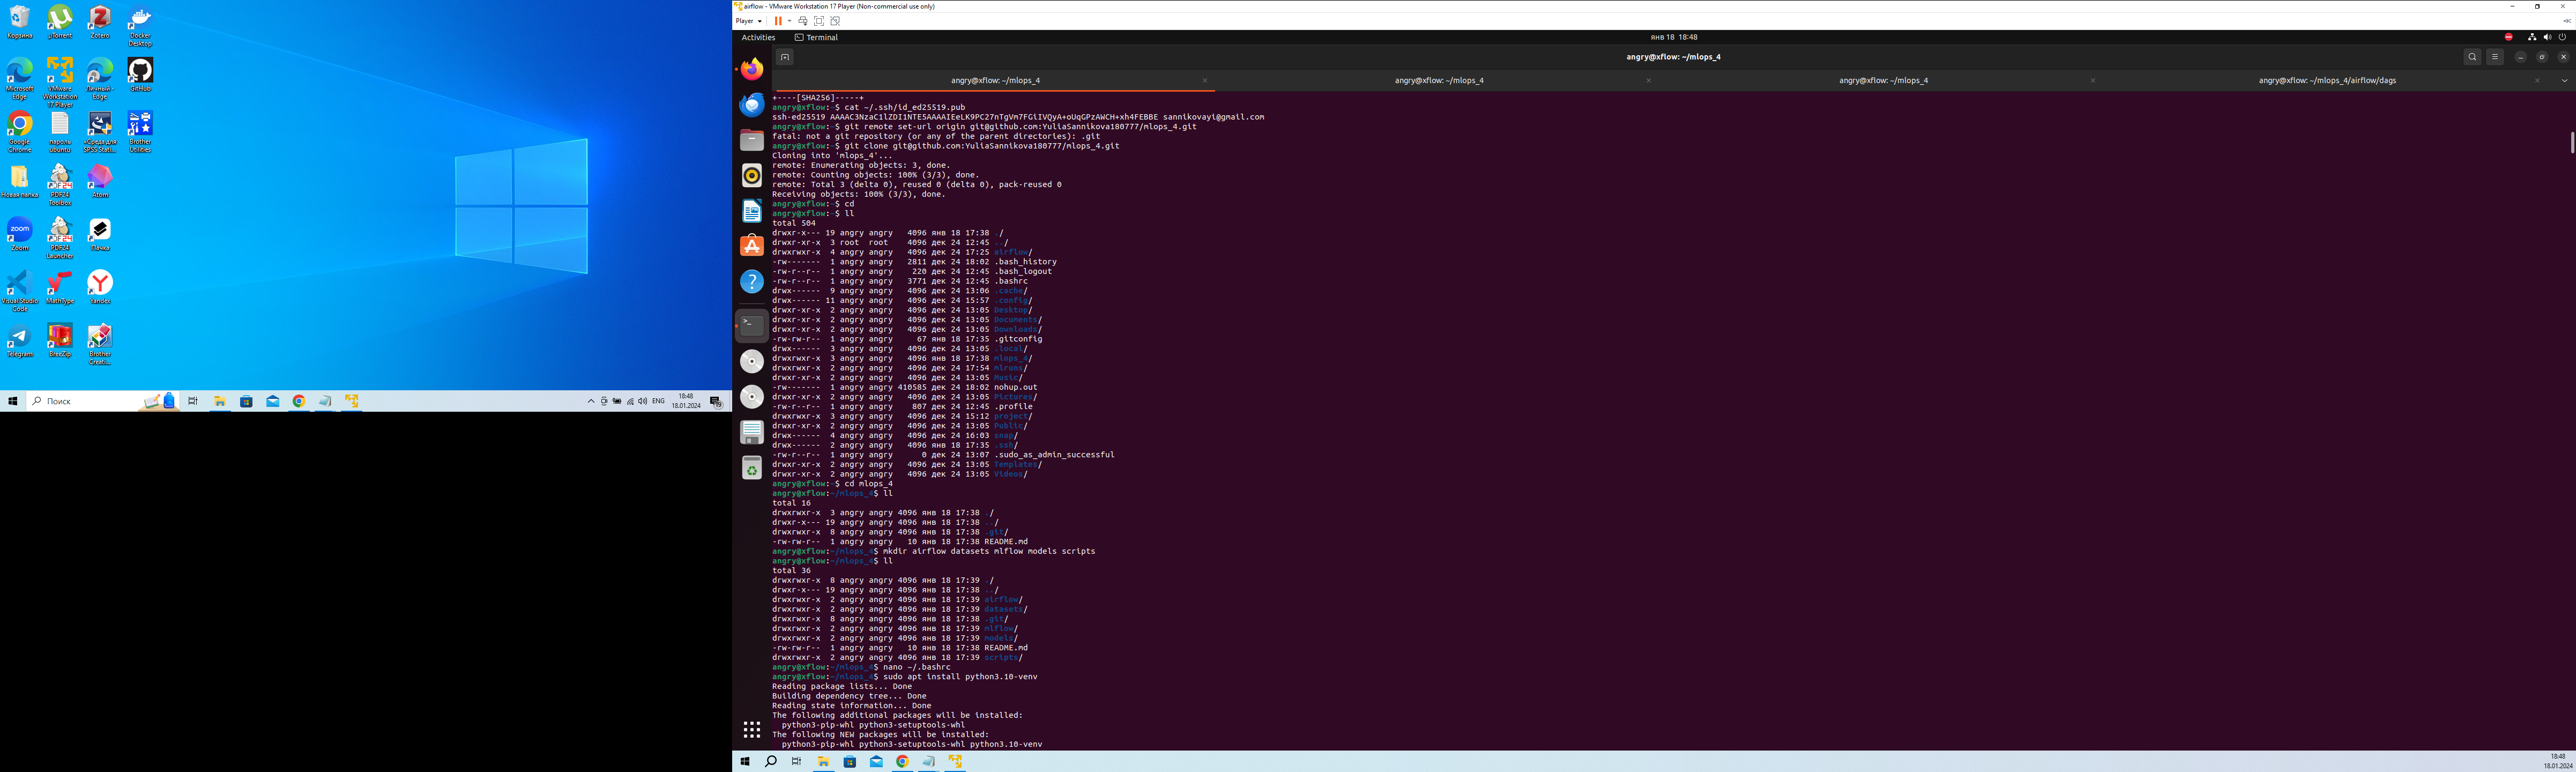 Корзина
µTorrent
Zotero
Docker Desktop
Microsoft Edge
VMware Workstation 17 Player
Личный - Edge
GitHub
Google Chrome
пароль ubuntu
«Среда для SPSS Stati...
Brother Utilities
Новая папка
PDF24 Toolbox
Atom
Zoom
PDF24 Launcher
Пачка
Visual Studio Code
MathType
Yandex
Telegram
BreeZip
Brother Creati...
Поиск
ENG
18:48
18.01.2024
airflow - VMware Workstation 17 Player (Non-commercial use only)
Player
Activities
Terminal
янв 18 18:48
angry@xflow: ~/mlops_4
angry@xflow: ~/mlops_4
angry@xflow: ~/mlops_4
angry@xflow: ~/mlops_4
angry@xflow: ~/mlops_4/airflow/dags
+----[SHA256]-----+
angry@xflow:~$ cat ~/.ssh/id_ed25519.pub
ssh-ed25519 AAAAC3NzaC1lZDI1NTE5AAAAIEeLK9PC27nTgVm7FGiIVQyA+oUqGPzAWCH+xh4FEBBE sannikovayi@gmail.com
angry@xflow:~$ git remote set-url origin git@github.com:YuliaSannikova180777/mlops_4.git
fatal: not a git repository (or any of the parent directories): .git
angry@xflow:~$ git clone git@github.com:YuliaSannikova180777/mlops_4.git
Cloning into 'mlops_4'...
remote: Enumerating objects: 3, done.
remote: Counting objects: 100% (3/3), done.
remote: Total 3 (delta 0), reused 0 (delta 0), pack-reused 0
Receiving objects: 100% (3/3), done.
angry@xflow:~$ cd
angry@xflow:~$ ll
total 504
drwxr-x--- 19 angry angry   4096 янв 18 17:38 ./
drwxr-xr-x  3 root  root    4096 дек 24 12:45 ../
drwxrwxr-x  4 angry angry   4096 дек 24 17:25 airflow/
-rw-------  1 angry angry   2811 дек 24 18:02 .bash_history
-rw-r--r--  1 angry angry    220 дек 24 12:45 .bash_logout
-rw-r--r--  1 angry angry   3771 дек 24 12:45 .bashrc
drwx------  9 angry angry   4096 дек 24 13:06 .cache/
drwx------ 11 angry angry   4096 дек 24 15:57 .config/
drwxr-xr-x  2 angry angry   4096 дек 24 13:05 Desktop/
drwxr-xr-x  2 angry angry   4096 дек 24 13:05 Documents/
drwxr-xr-x  2 angry angry   4096 дек 24 13:05 Downloads/
-rw-rw-r--  1 angry angry     67 янв 18 17:35 .gitconfig
drwx------  3 angry angry   4096 дек 24 13:05 .local/
drwxrwxr-x  3 angry angry   4096 янв 18 17:38 mlops_4/
drwxrwxr-x  2 angry angry   4096 дек 24 17:54 mlruns/
drwxr-xr-x  2 angry angry   4096 дек 24 13:05 Music/
-rw-------  1 angry angry 410585 дек 24 18:02 nohup.out
drwxr-xr-x  2 angry angry   4096 дек 24 13:05 Pictures/
-rw-r--r--  1 angry angry    807 дек 24 12:45 .profile
drwxrwxr-x  3 angry angry   4096 дек 24 15:12 project/
drwxr-xr-x  2 angry angry   4096 дек 24 13:05 Public/
drwx------  4 angry angry   4096 дек 24 16:03 snap/
drwx------  2 angry angry   4096 янв 18 17:35 .ssh/
-rw-r--r--  1 angry angry      0 дек 24 13:07 .sudo_as_admin_successful
drwxr-xr-x  2 angry angry   4096 дек 24 13:05 Templates/
drwxr-xr-x  2 angry angry   4096 дек 24 13:05 Videos/
angry@xflow:~$ cd mlops_4
angry@xflow:~/mlops_4$ ll
total 16
drwxrwxr-x  3 angry angry 4096 янв 18 17:38 ./
drwxr-x--- 19 angry angry 4096 янв 18 17:38 ../
drwxrwxr-x  8 angry angry 4096 янв 18 17:38 .git/
-rw-rw-r--  1 angry angry   10 янв 18 17:38 README.md
angry@xflow:~/mlops_4$ mkdir airflow datasets mlflow models scripts
angry@xflow:~/mlops_4$ ll
total 36
drwxrwxr-x  8 angry angry 4096 янв 18 17:39 ./
drwxr-x--- 19 angry angry 4096 янв 18 17:38 ../
drwxrwxr-x  2 angry angry 4096 янв 18 17:39 airflow/
drwxrwxr-x  2 angry angry 4096 янв 18 17:39 datasets/
drwxrwxr-x  8 angry angry 4096 янв 18 17:38 .git/
drwxrwxr-x  2 angry angry 4096 янв 18 17:39 mlflow/
drwxrwxr-x  2 angry angry 4096 янв 18 17:39 models/
-rw-rw-r--  1 angry angry   10 янв 18 17:38 README.md
drwxrwxr-x  2 angry angry 4096 янв 18 17:39 scripts/
angry@xflow:~/mlops_4$ nano ~/.bashrc
angry@xflow:~/mlops_4$ sudo apt install python3.10-venv
Reading package lists... Done
Building dependency tree... Done
Reading state information... Done
The following additional packages will be installed:
  python3-pip-whl python3-setuptools-whl
The following NEW packages will be installed:
  python3-pip-whl python3-setuptools-whl python3.10-venv
18:48
18.01.2024